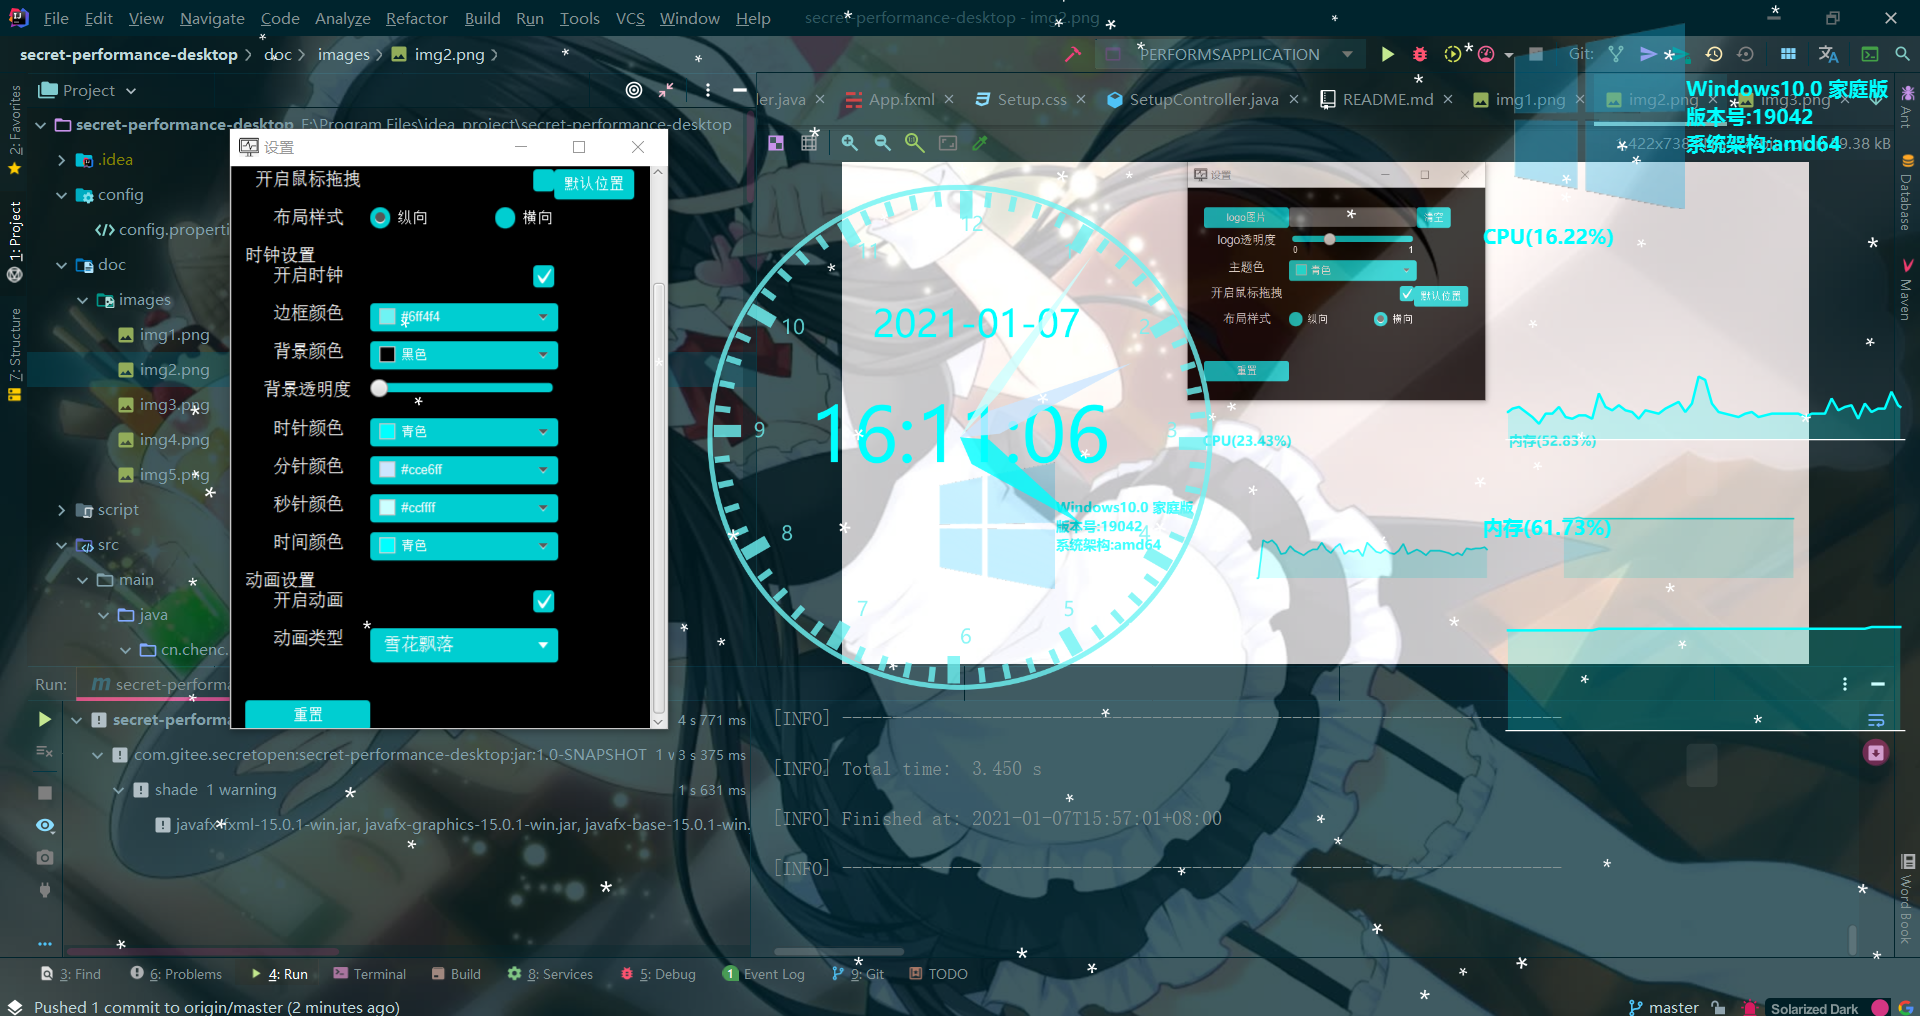 File Edit View Navigate Code Analyze Refactor Build Run Tools VCS Window Help secret-performance-desktop - img2.png
secret-performance-desktop doc images img2.png
PERFORMSAPPLICATION Git:
Project
ler.java App.fxml Setup.css SetupController.java README.md img1.png img2.png img3.png
Windows10.0 家庭版
版本号:19042
系统架构:amd64
9.38 kB
2: Favorites
1: Project
7: Structure
Ant
Database
Maven
Word Book
secret-performance-desktop E:\Program Files\idea_project\secret-performance-desktop
.idea
config
config.properti
doc
images
img1.png
img2.png
img3.png
img4.png
img5.png
script
src
main
java
cn.chenc.
设置
开启鼠标拖拽 默认位置
布局样式 纵向 横向
时钟设置
开启时钟
边框颜色 #6ff4f4
背景颜色 黑色
背景透明度
时针颜色 青色
分针颜色 #cce6ff
秒针颜色 #ccffff
时间颜色 青色
动画设置
开启动画
动画类型 雪花飘落
重置
12
11
10
9
8
7
6
5
4
3
2
2021-01-07
16:11:06
设置
logo图片 清空
logo透明度
0 1
主题色 青色
开启鼠标拖拽 默认位置
布局样式 纵向 横向
重置
CPU(16.22%)
CPU(23.43%)
内存(52.83%)
内存(61.73%)
Windows10.0 家庭版
版本号:19042
系统架构:amd64
Run: secret-performa
secret-performa 4 s 771 ms
com.gitee.secretopen:secret-performance-desktop:jar:1.0-SNAPSHOT 1 w 3 s 375 ms
shade 1 warning 1 s 631 ms
javafx-fxml-15.0.1-win.jar, javafx-graphics-15.0.1-win.jar, javafx-base-15.0.1-win.
[INFO] ------------------------------------------------------------------------
[INFO] Total time: 3.450 s
[INFO] Finished at: 2021-01-07T15:57:01+08:00
[INFO] ------------------------------------------------------------------------
3: Find 6: Problems 4: Run Terminal Build 8: Services 5: Debug 1 Event Log 9: Git TODO
Pushed 1 commit to origin/master (2 minutes ago) master Solarized Dark